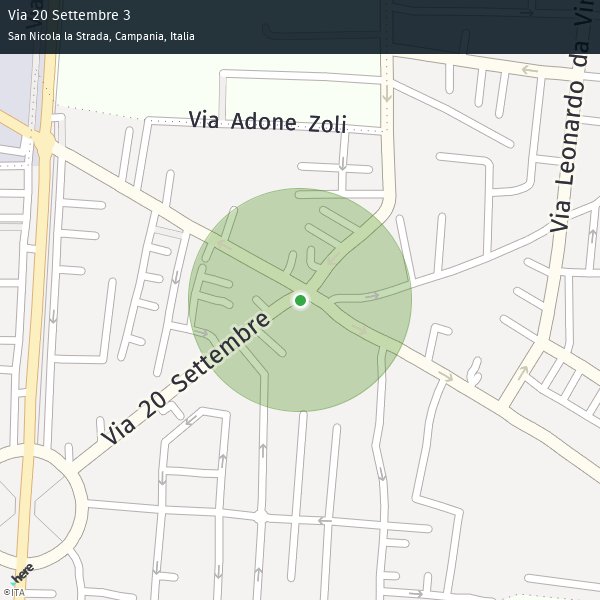 Via 20 Settembre 3
San Nicola la Strada, Campania, Italia
Via Adone Zoli
Via Leonardo da Vin
Via 20 Settembre
here
©ITA